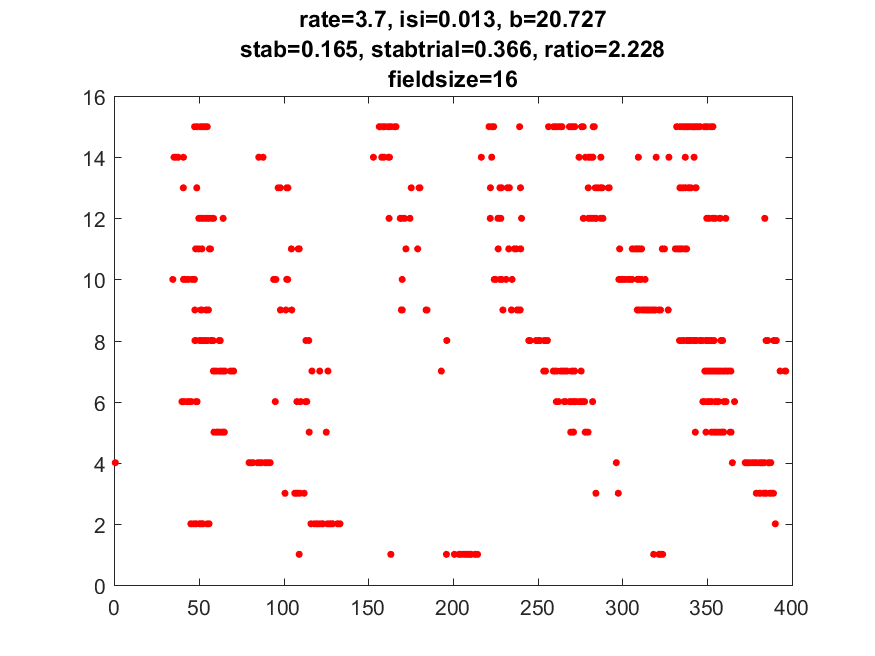 rate=3.7, isi=0.013, b=20.727
stab=0.165, stabtrial=0.366, ratio=2.228
fieldsize=16
16
14
12
10
8
6
4
2
0
0 50 100 150 200 250 300 350 400